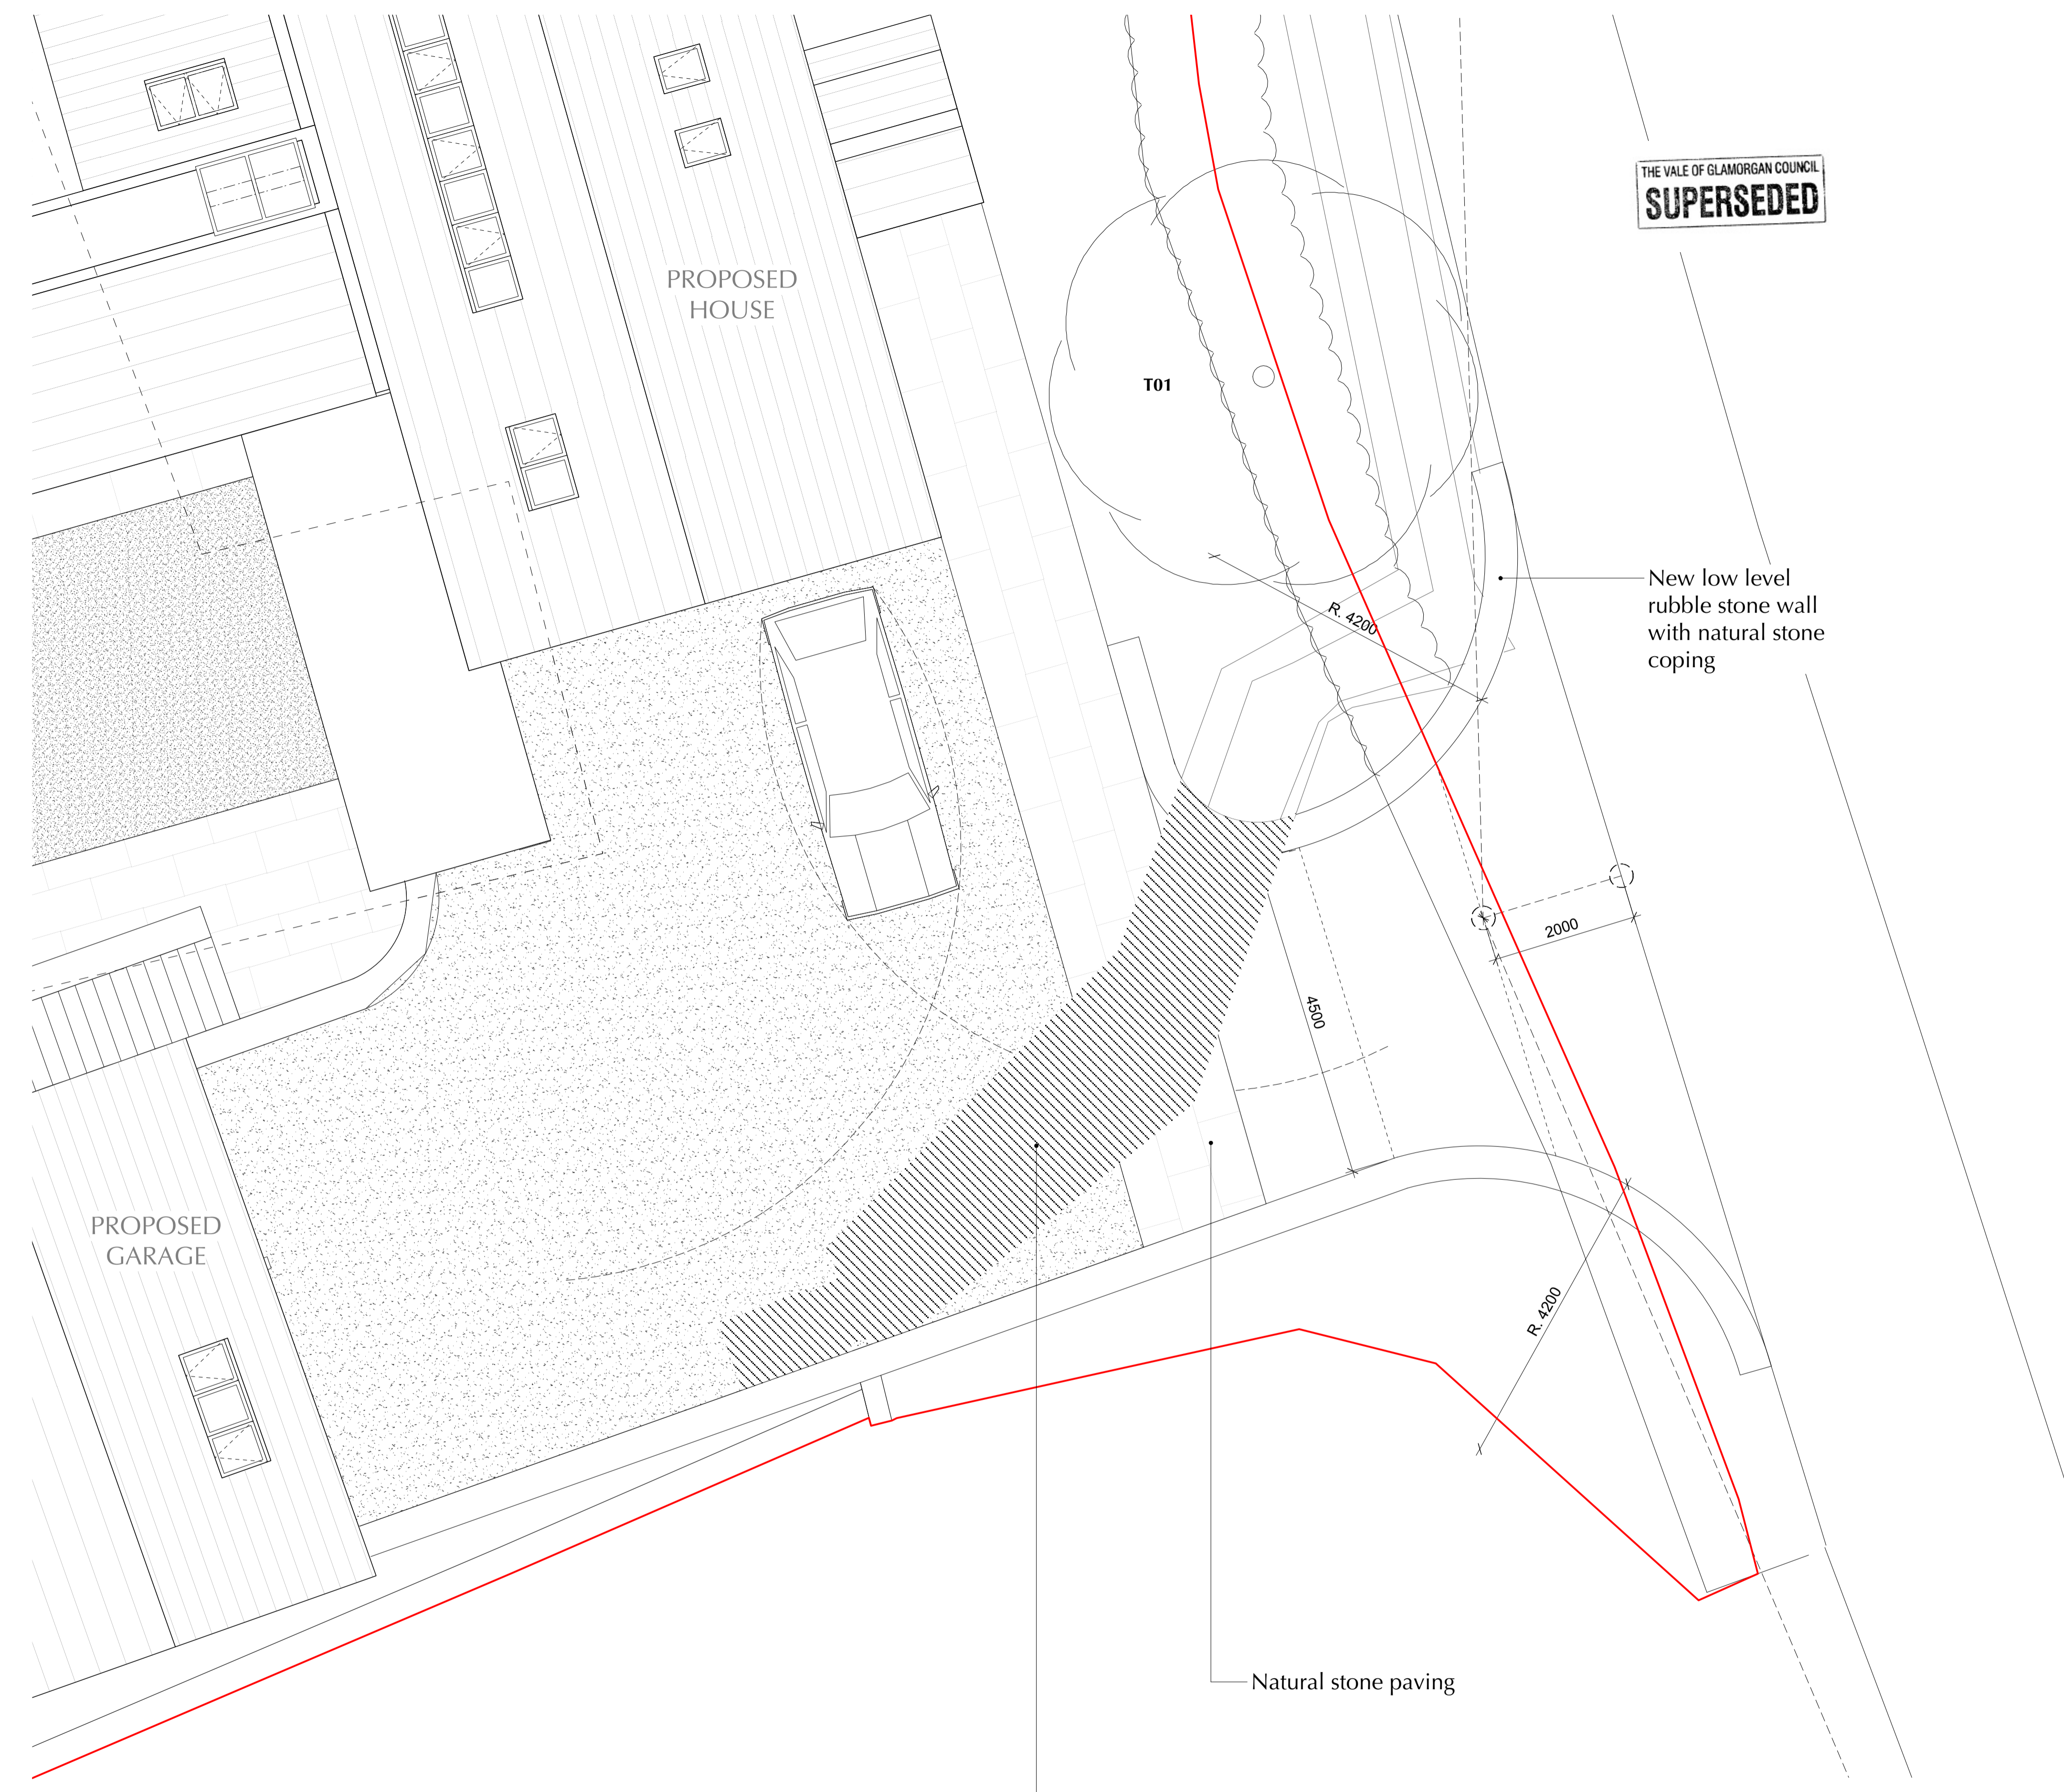 THE VALE OF GLAMORGAN COUNCIL
SUPERSEDED
PROPOSED
HOUSE
T01
New low level
rubble stone wall
with natural stone
coping
R. 4200
2000
4500
PROPOSED
GARAGE
R. 4200
Natural stone paving